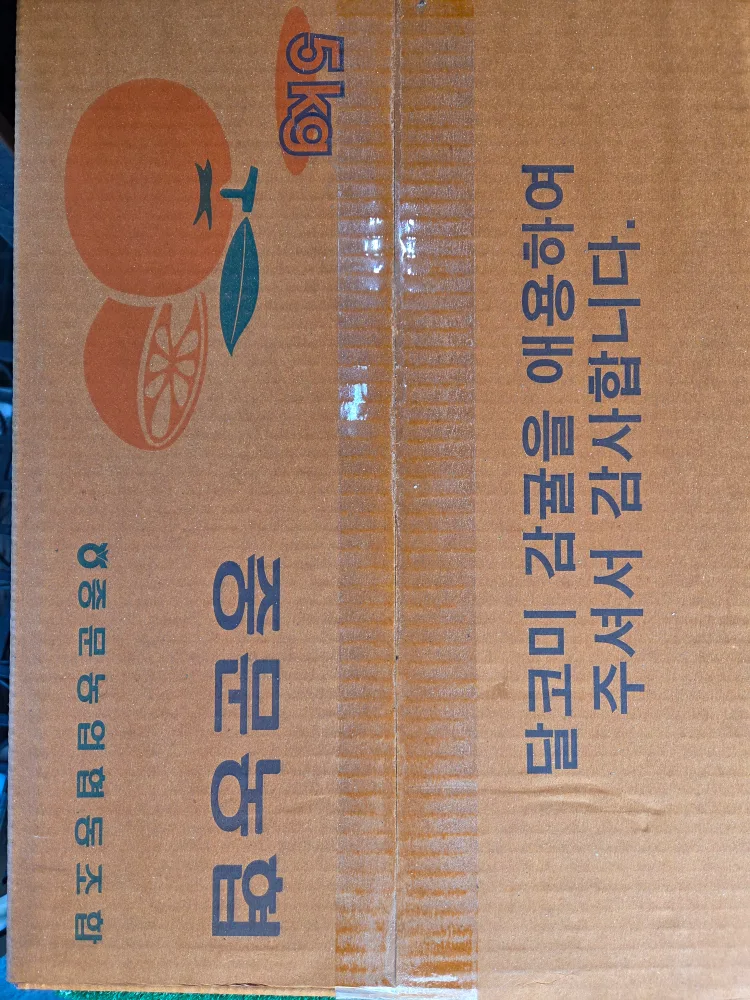 5kg
중문농협
중문농업협동조합
달코미 감귤을 애용하여
주셔서 감사합니다.